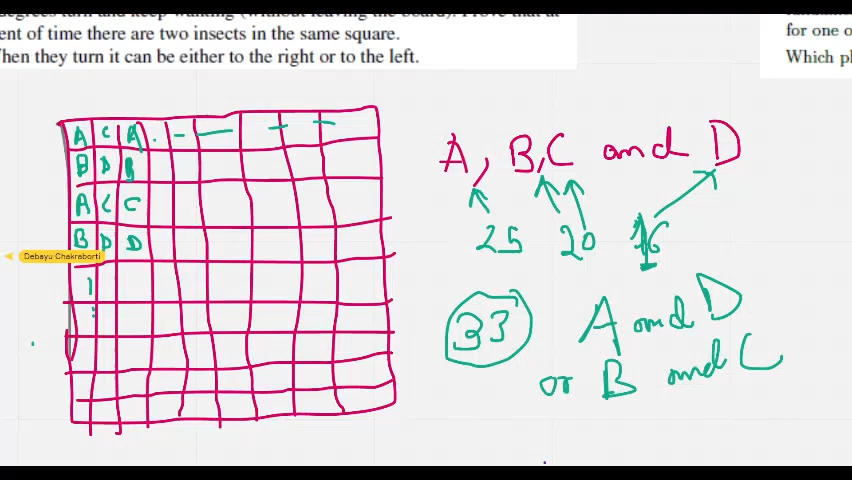 degrees turn and keep walking (without leaving the board). Prove that at
ent of time there are two insects in the same square.
When they turn it can be either to the right or to the left.
for one o
Which pl
A C A
B D B
A C C
B D D
Debayu Chakraborti
A, B, C and D
25 20 16
33 A and D
or B and C